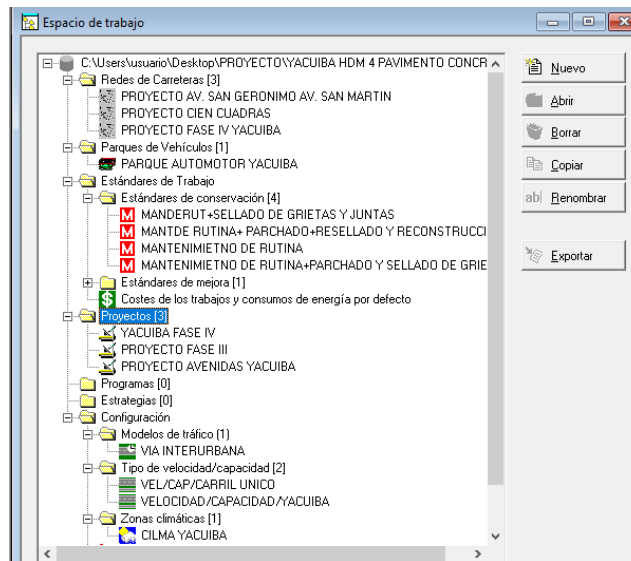 Espacio de trabajo
C:\Users\usuario\Desktop\PROYECTO\YACUIBA HDM 4 PAVIMENTO CONCR
Redes de Carreteras [3]
PROYECTO AV. SAN GERONIMO AV. SAN MARTIN
PROYECTO CIEN CUADRAS
PROYECTO FASE IV YACUIBA
Parques de Vehículos [1]
PARQUE AUTOMOTOR YACUIBA
Estándares de Trabajo
Estándares de conservación [4]
M MANDERUT+SELLADO DE GRIETAS Y JUNTAS
M MANTDE RUTINA+ PARCHADO+RESELLADO Y RECONSTRUCCI
M MANTENIMIETNO DE RUTINA
M MANTENIMIETNO DE RUTINA+PARCHADO Y SELLADO DE GRIE
Estándares de mejora [1]
$ Costes de los trabajos y consumos de energía por defecto
Proyectos [3]
YACUIBA FASE IV
PROYECTO FASE III
PROYECTO AVENIDAS YACUIBA
Programas [0]
Estrategias [0]
Configuración
Modelos de tráfico (1)
VIA INTERURBANA
Tipo de velocidad/capacidad [2]
VEL/CAP/CARRIL UNICO
VELOCIDAD/CAPACIDAD/YACUIBA
Zonas climáticas [1]
CILMA YACUIBA
Nuevo
Abrir
Borrar
Copiar
ab Renombrar
Exportar